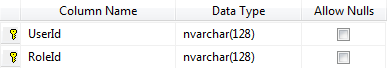 Column Name Data Type Allow Nulls
UserId nvarchar(128)
RoleId nvarchar(128)